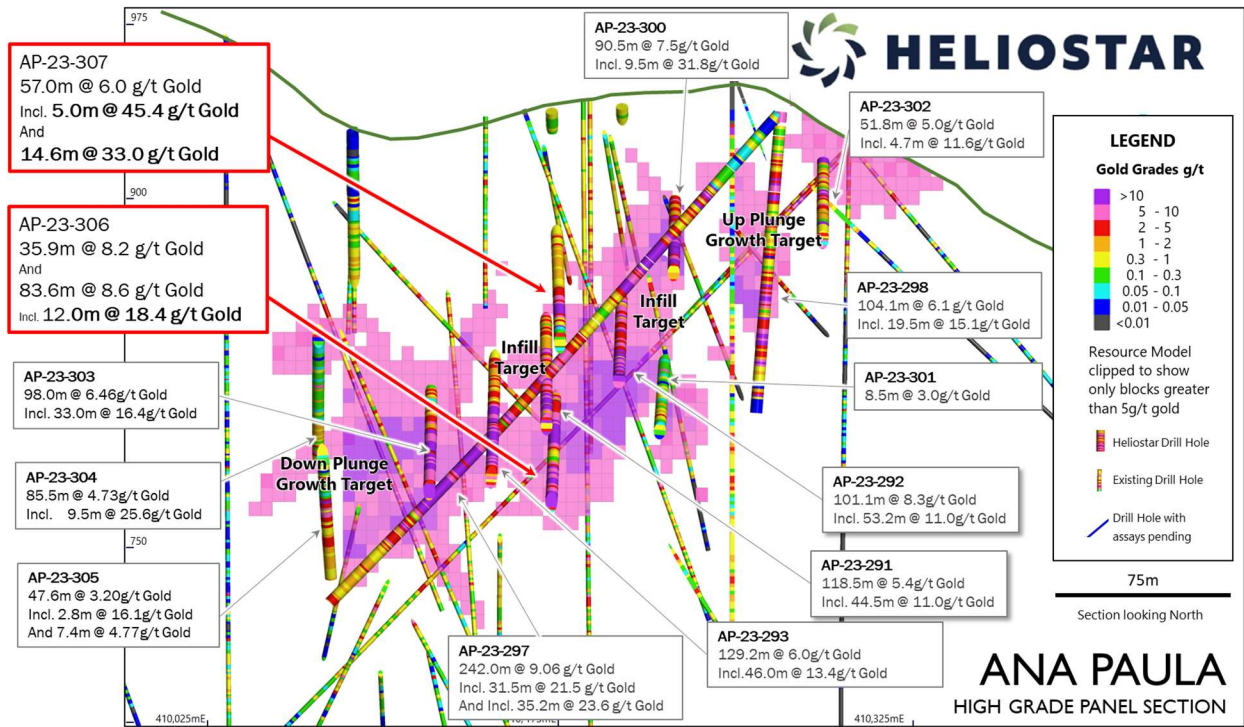 975
AP-23-307
57.0m @ 6.0 g/t Gold
Incl. 5.0m @ 45.4 g/t Gold
And
14.6m @ 33.0 g/t Gold
900
AP-23-306
35.9m @ 8.2 g/t Gold
And
83.6m @ 8.6 g/t Gold
Incl. 12.0m @ 18.4 g/t Gold
AP-23-303
98.0m @ 6.46g/t Gold
Incl. 33.0m @ 16.4g/t Gold
AP-23-304
85.5m @ 4.73g/t Gold
Incl. 9.5m @ 25.6g/t Gold
750
AP-23-305
47.6m @ 3.20g/t Gold
Incl. 2.8m @ 16.1g/t Gold
And 7.4m @ 4.77g/t Gold
AP-23-300
90.5m @ 7.5g/t Gold
Incl. 9.5m @ 31.8g/t Gold
HELIOSTAR
AP-23-302
51.8m @ 5.0g/t Gold
Incl. 4.7m @ 11.6g/t Gold
Up Plunge
Growth Target
Infill
Target
Infill
Target
Down Plunge
Growth Target
AP-23-298
104.1m @ 6.1g/t Gold
Incl. 19.5m @ 15.1g/t Gold
AP-23-301
8.5m @ 3.0g/t Gold
AP-23-292
101.1m @ 8.3g/t Gold
Incl. 53.2m @ 11.0g/t Gold
AP-23-291
118.5m @ 5.4g/t Gold
Incl. 44.5m @ 11.0g/t Gold
AP-23-293
129.2m @ 6.0g/t Gold
Incl.46.0m @ 13.4g/t Gold
AP-23-297
242.0m @ 9.06 g/t Gold
Incl. 31.5m @ 21.5 g/t Gold
And Incl. 35.2m @ 23.6 g/t Gold
410,025mE
410,325mE
LEGEND
Gold Grades g/t
>10
5 - 10
2 - 5
1 - 2
0.3 - 1
0.1 - 0.3
0.05 - 0.1
0.01 - 0.05
<0.01
Resource Model
clipped to show
only blocks greater
than 5g/t gold
Heliostar Drill Hole
Existing Drill Hole
Drill Hole with
assays pending
75m
Section looking North
ANA PAULA
HIGH GRADE PANEL SECTION